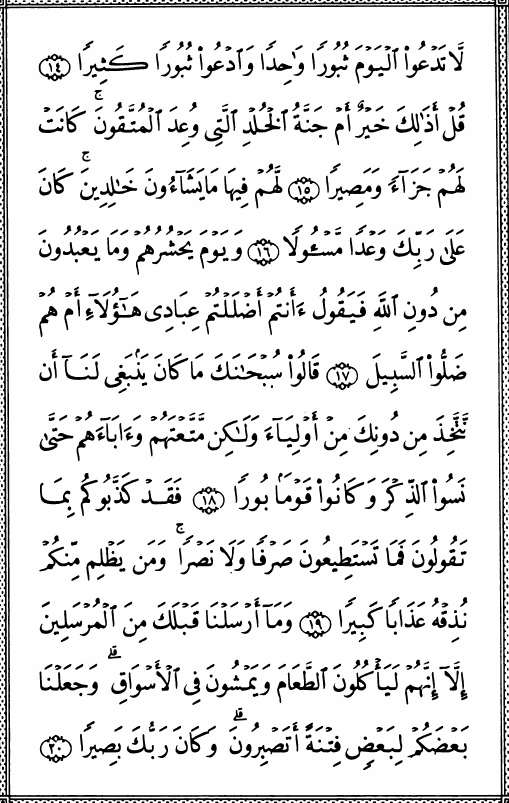 لَّا تَدْعُوا۟ ٱلْيَوْمَ ثُبُورًا وَٰحِدًا وَٱدْعُوا۟ ثُبُورًا كَثِيرًا ١٤
قُلْ أَذَٰلِكَ خَيْرٌ أَمْ جَنَّةُ ٱلْخُلْدِ ٱلَّتِى وُعِدَ ٱلْمُتَّقُونَ ۚ كَانَتْ
لَهُمْ جَزَآءً وَمَصِيرًا ١٥ لَّهُمْ فِيهَا مَا يَشَآءُونَ خَٰلِدِينَ ۚ كَانَ
عَلَىٰ رَبِّكَ وَعْدًا مَّسْـُٔولًا ١٦ وَيَوْمَ يَحْشُرُهُمْ وَمَا يَعْبُدُونَ
مِن دُونِ ٱللَّهِ فَيَقُولُ ءَأَنتُمْ أَضْلَلْتُمْ عِبَادِى هَٰٓؤُلَآءِ أَمْ هُمْ
ضَلُّوا۟ ٱلسَّبِيلَ ١٧ قَالُوا۟ سُبْحَٰنَكَ مَا كَانَ يَنۢبَغِى لَنَآ أَن
نَّتَّخِذَ مِن دُونِكَ مِنْ أَوْلِيَآءَ وَلَٰكِن مَّتَّعْتَهُمْ وَءَابَآءَهُمْ حَتَّىٰ
نَسُوا۟ ٱلذِّكْرَ وَكَانُوا۟ قَوْمًۢا بُورًا ١٨ فَقَدْ كَذَّبُوكُم بِمَا
تَقُولُونَ فَمَا تَسْتَطِيعُونَ صَرْفًا وَلَا نَصْرًا ۚ وَمَن يَظْلِم مِّنكُمْ
نُذِقْهُ عَذَابًا كَبِيرًا ١٩ وَمَآ أَرْسَلْنَا قَبْلَكَ مِنَ ٱلْمُرْسَلِينَ
إِلَّآ إِنَّهُمْ لَيَأْكُلُونَ ٱلطَّعَامَ وَيَمْشُونَ فِى ٱلْأَسْوَاقِ ۗ وَجَعَلْنَا
بَعْضَكُمْ لِبَعْضٍ فِتْنَةً أَتَصْبِرُونَ ۗ وَكَانَ رَبُّكَ بَصِيرًا ٢٠